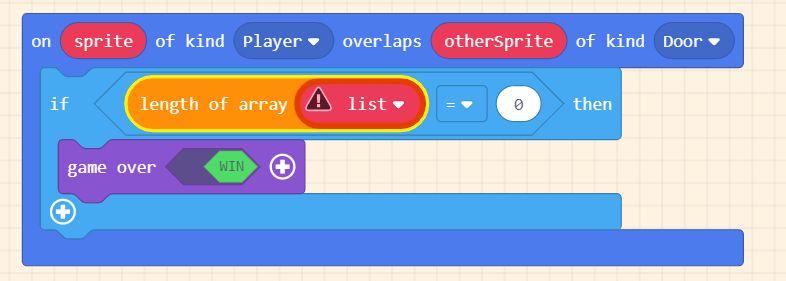 on sprite of kind Player overlaps otherSprite of kind Door
if length of array list = 0 then
game over WIN